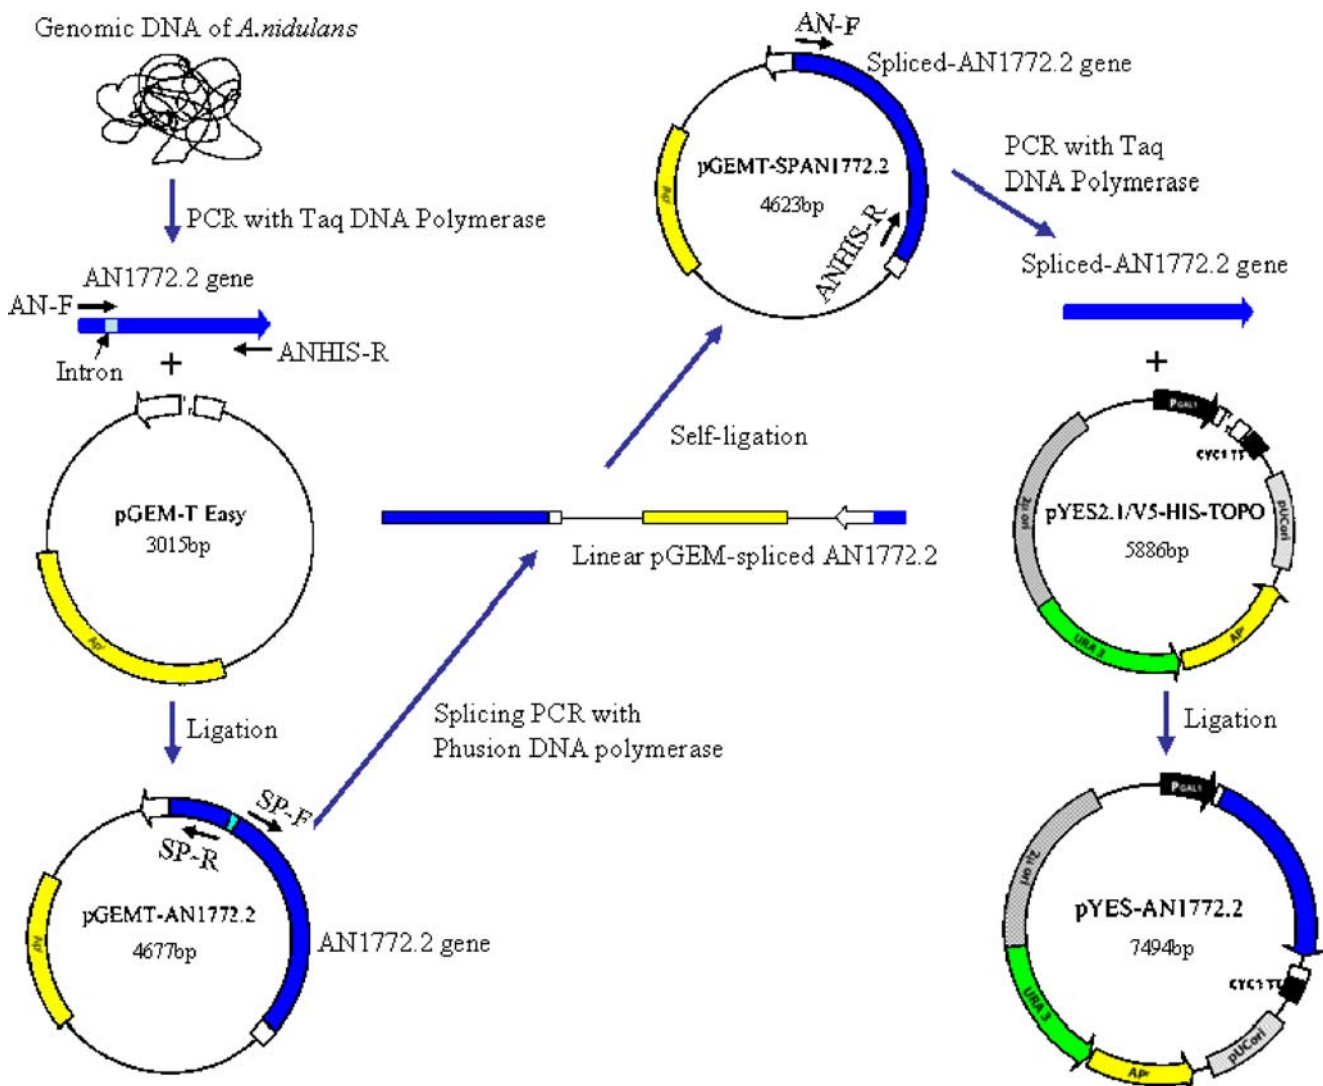 Genomic DNA of A.nidulans
PCR with Taq DNA Polymerase
AN1772.2 gene
AN-F
ANHIS-R
Intron
+
pGEM-T Easy
3015bp
Apr
Ligation
SP-F
SP-R
pGEMT-AN1772.2
4677bp
Apr
AN1772.2 gene
Splicing PCR with
Phusion DNA polymerase
Linear pGEM-spliced AN1772.2
Self-ligation
AN-F
Spliced-AN1772.2 gene
pGEMT-SPAN1772.2
4623bp
Apr
ANHIS-R
PCR with Taq
DNA Polymerase
Spliced-AN1772.2 gene
+
PGAL1
T
CYC1 TT
2μ ori
pUCori
pYES2.1/V5-HIS-TOPO
5886bp
URA 3
APr
Ligation
PGAL1
2μ ori
pYES-AN1772.2
7494bp
CYC1 TT
URA 3
pUCori
APr